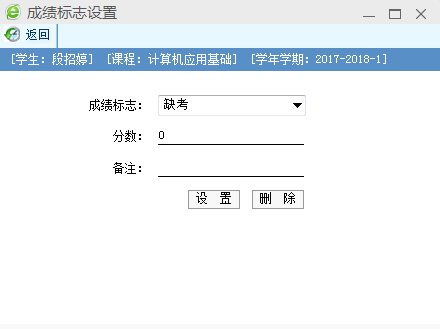 成绩标志设置
返回
[学生：段招婷] [课程：计算机应用基础] [学年学期：2017-2018-1]
成绩标志：缺考
分数：0
备注：
设 置 删 除